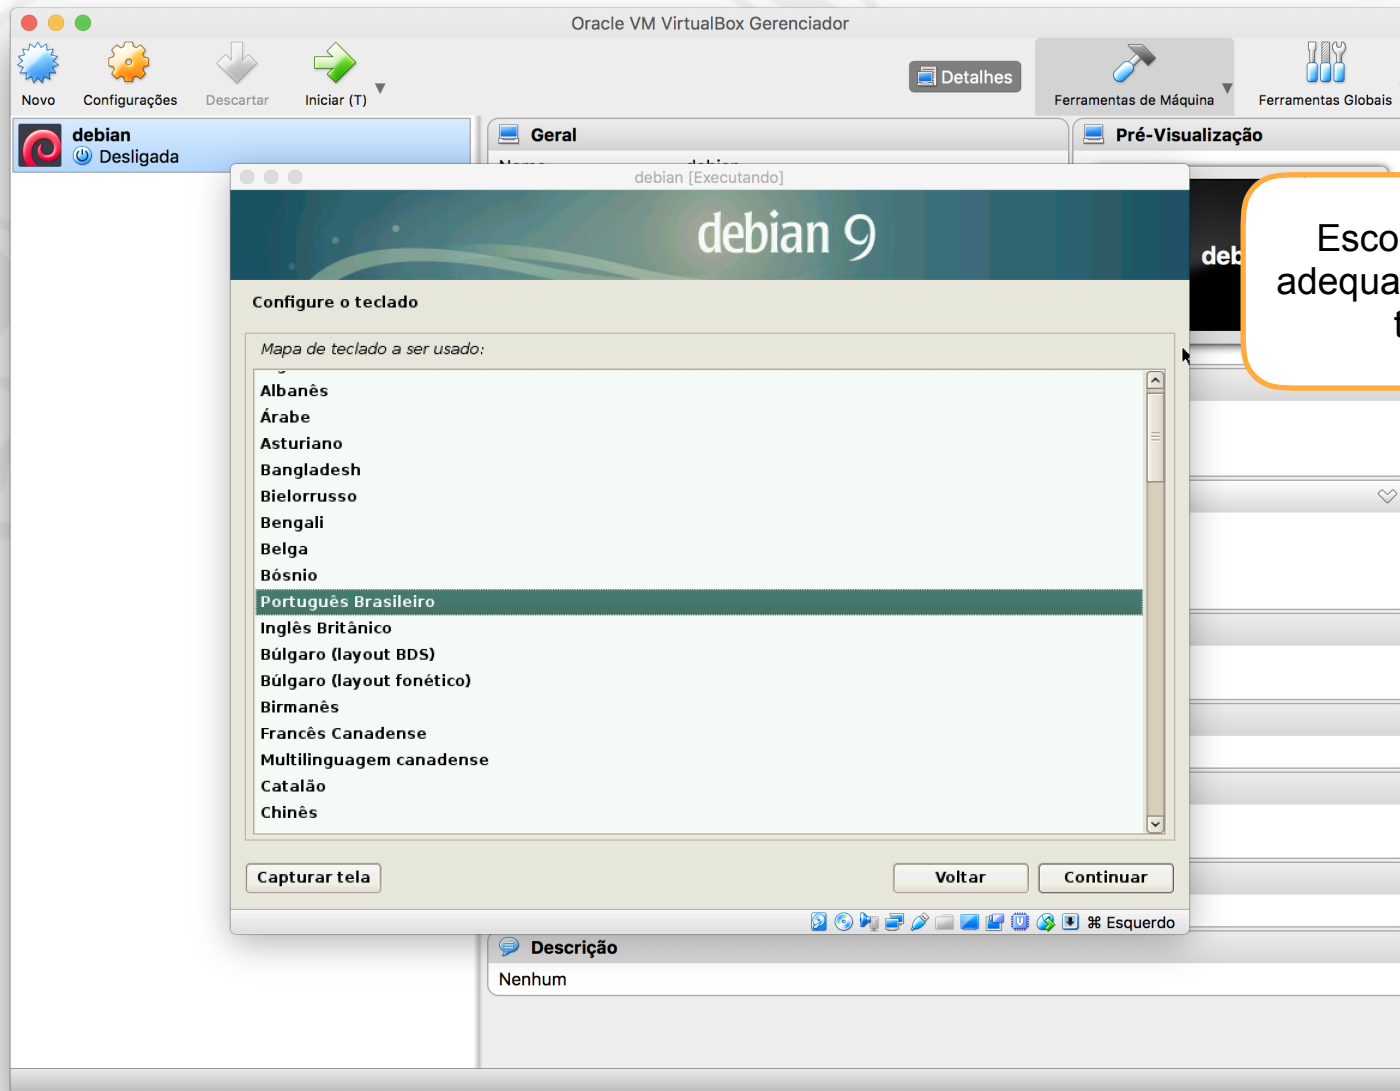 Oracle VM VirtualBox Gerenciador
Novo
Configurações
Descartar
Iniciar (T)
Detalhes
Ferramentas de Máquina
Ferramentas Globais
debian
Desligada
Geral
Pré-Visualização
debian [Executando]
debian 9
Configure o teclado
Mapa de teclado a ser usado:
Albanês
Árabe
Asturiano
Bangladesh
Bielorrusso
Bengali
Belga
Bósnio
Português Brasileiro
Inglês Britânico
Búlgaro (layout BDS)
Búlgaro (layout fonético)
Birmanês
Francês Canadense
Multilinguagem canadense
Catalão
Chinês
Capturar tela
Voltar
Continuar
⌘ Esquerdo
deb
Esco
adequa
t
Descrição
Nenhum